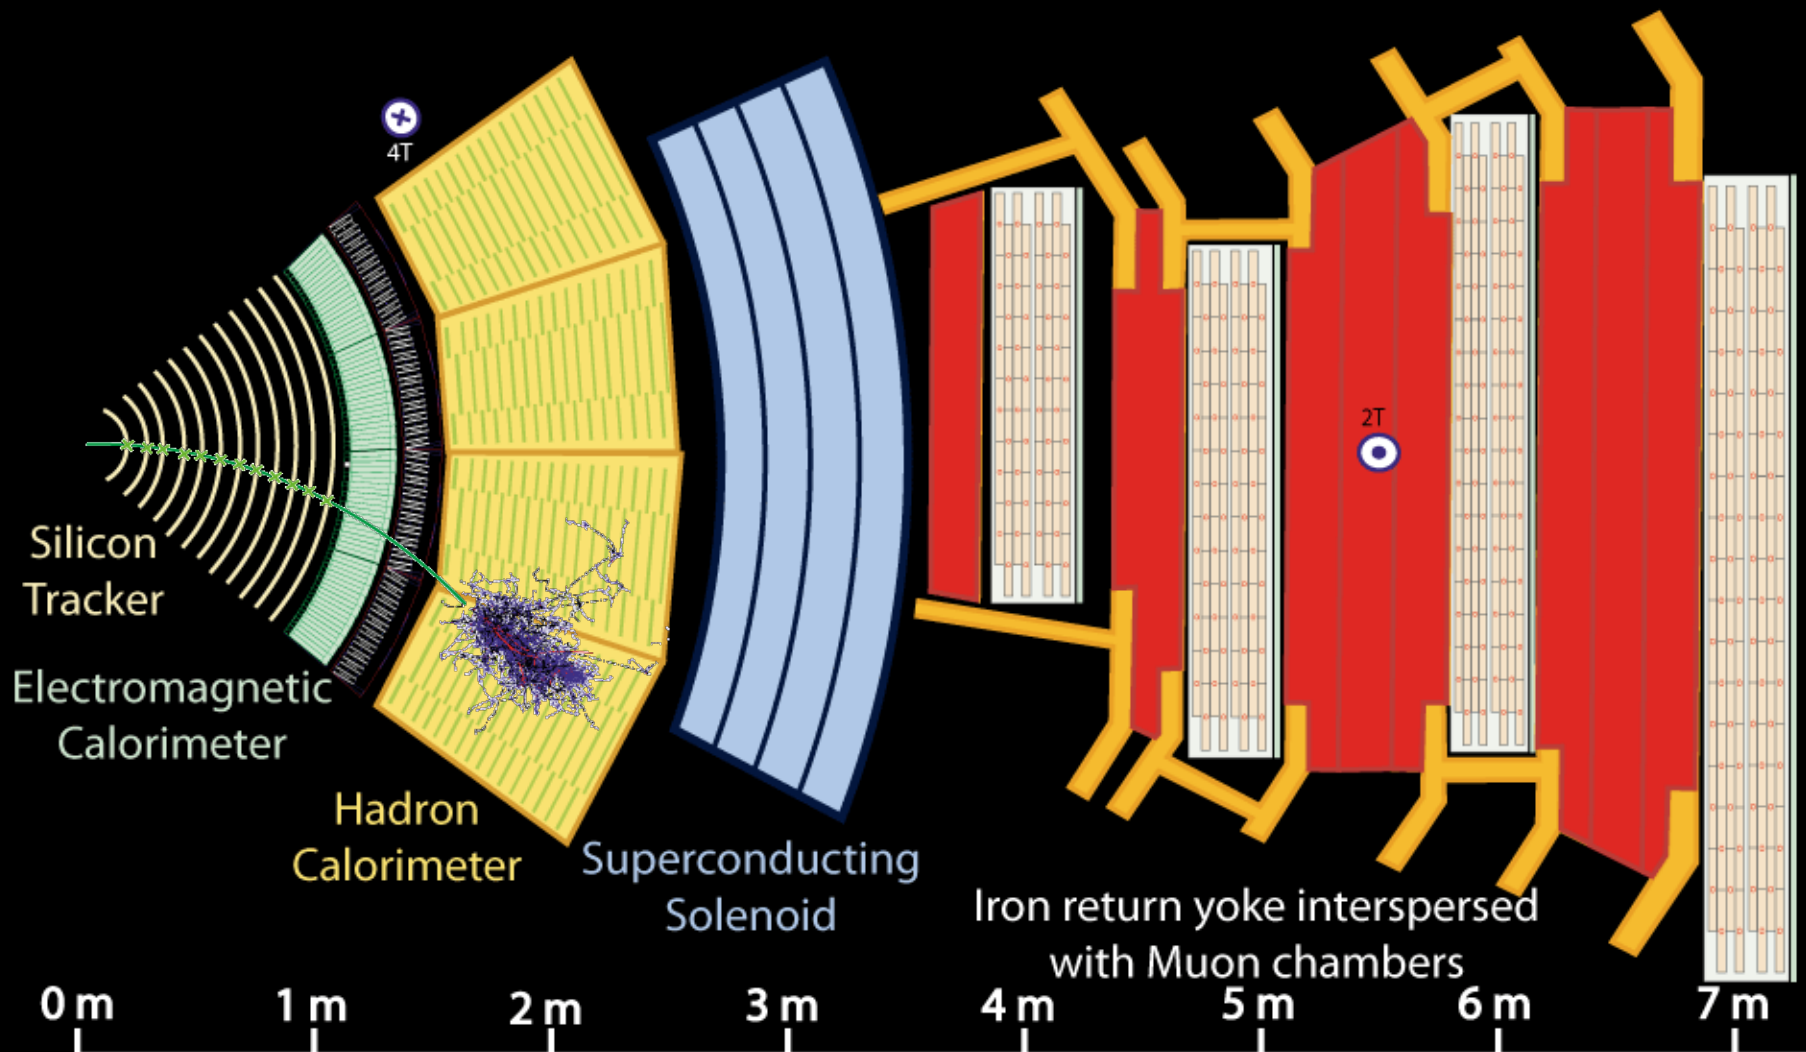 4T
2T
Silicon
Tracker
Electromagnetic
Calorimeter
Hadron
Calorimeter
Superconducting
Solenoid
Iron return yoke interspersed
with Muon chambers
0 m
1 m
2 m
3 m
4 m
5 m
6 m
7 m